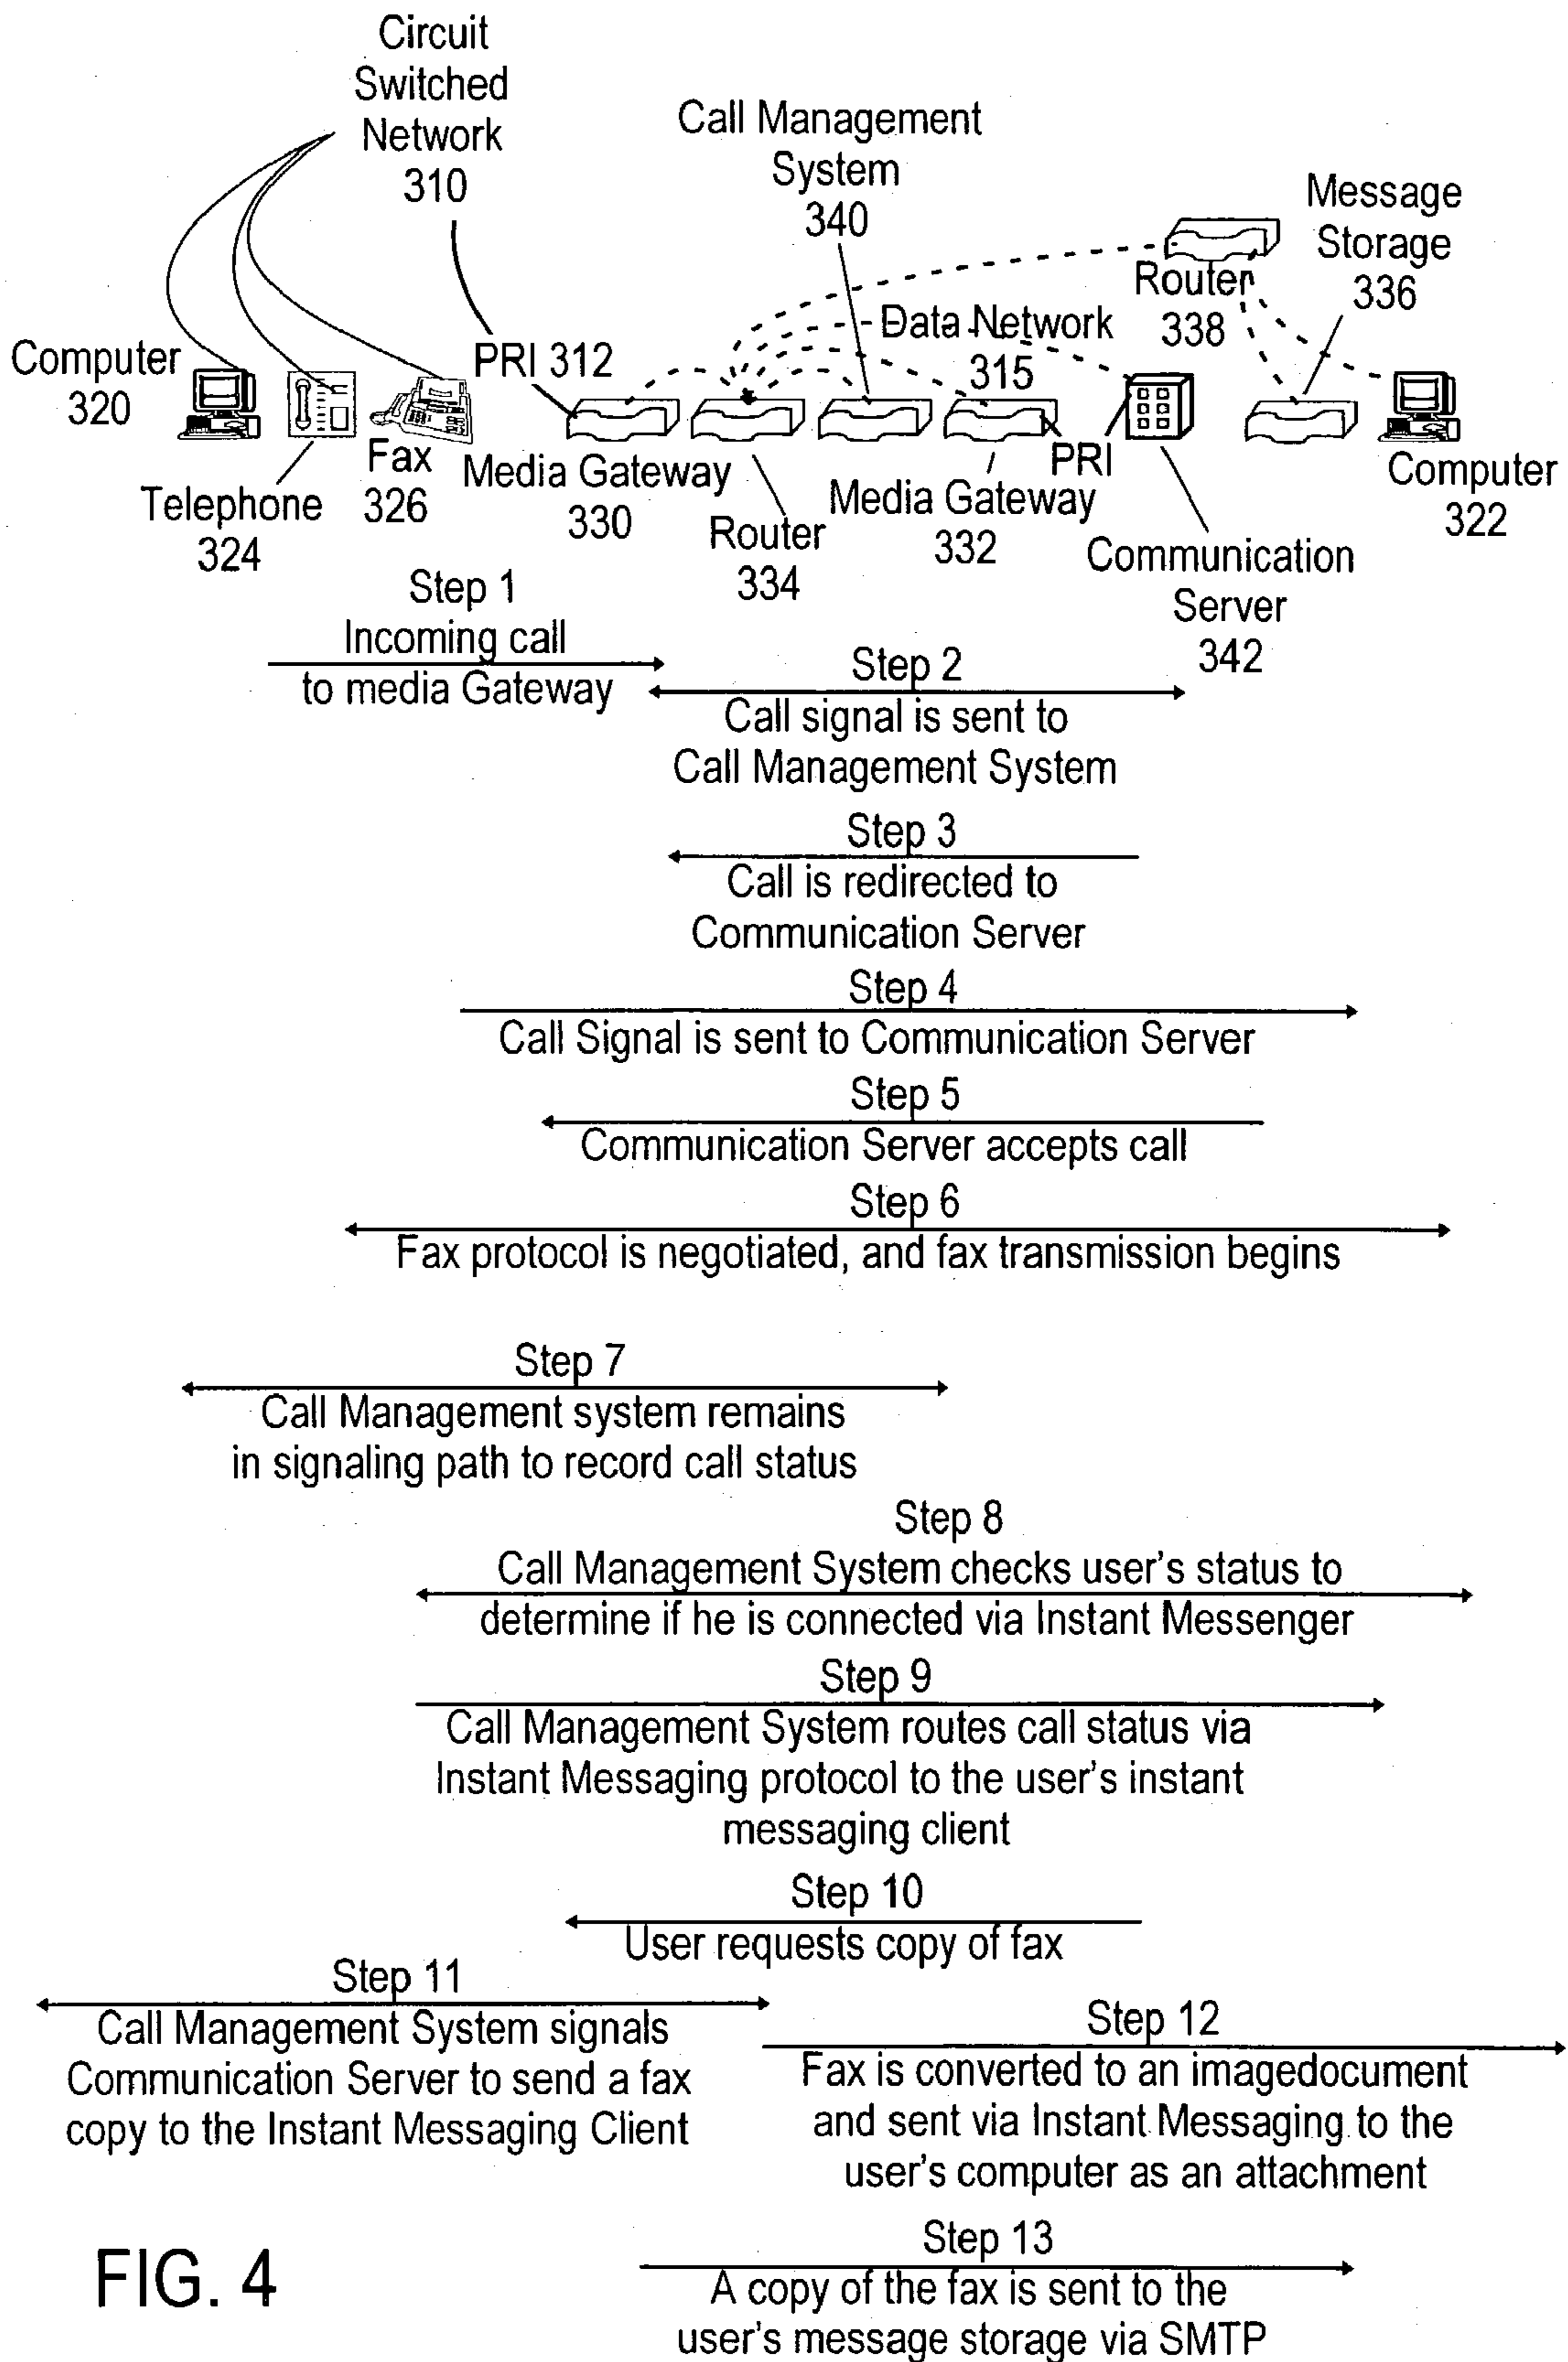 Circuit
Switched
Network
310
Call Management
System
340
Message
Storage
336
Router
338
Data Network
315
Computer
320
PRI 312
Telephone
324
Fax
326
Media Gateway
330
Router
334
Media Gateway
332
PRI
Communication
Server
342
Computer
322
Step 1
Incoming call
to media Gateway
Step 2
Call signal is sent to
Call Management System
Step 3
Call is redirected to
Communication Server
Step 4
Call Signal is sent to Communication Server
Step 5
Communication Server accepts call
Step 6
Fax protocol is negotiated, and fax transmission begins
Step 7
Call Management system remains
in signaling path to record call status
Step 8
Call Management System checks user's status to
determine if he is connected via Instant Messenger
Step 9
Call Management System routes call status via
Instant Messaging protocol to the user's instant
messaging client
Step 10
User requests copy of fax
Step 11
Call Management System signals
Communication Server to send a fax
copy to the Instant Messaging Client
Step 12
Fax is converted to an imagedocument
and sent via Instant Messaging to the
user's computer as an attachment
Step 13
A copy of the fax is sent to the
user's message storage via SMTP
FIG. 4